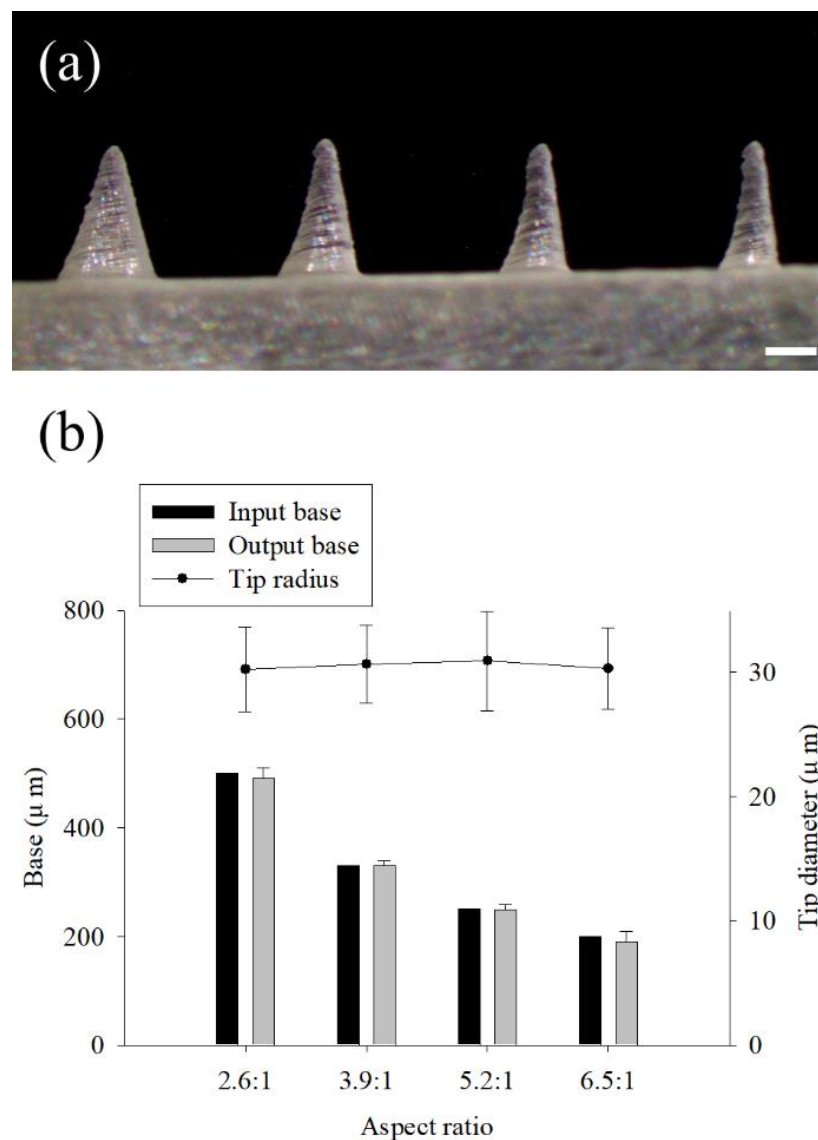 (a)
(b)
Input base
Output base
Tip radius
800
600
400
200
0
Base (μ m)
30
20
10
0
Tip diameter (μ m)
2.6:1
3.9:1
5.2:1
6.5:1
Aspect ratio